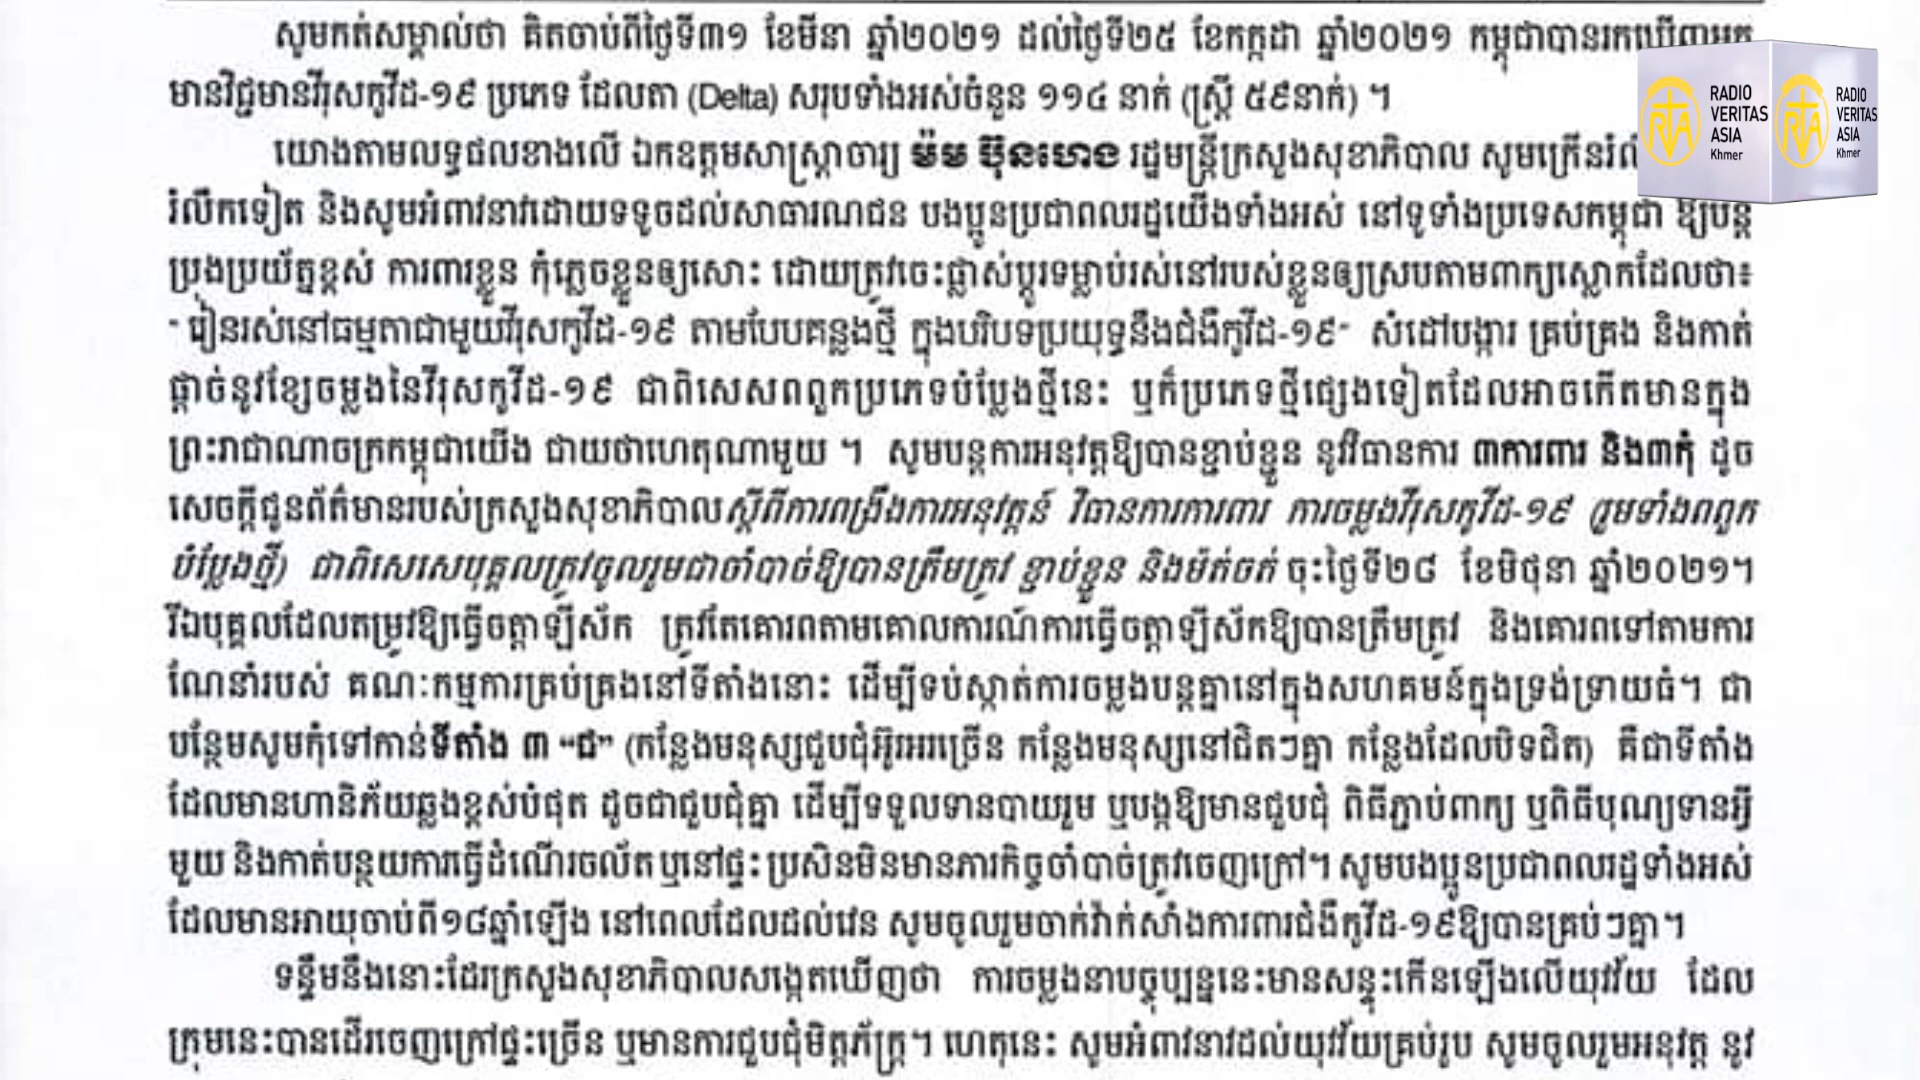 សូមកត់សម្គាល់ថា គិតចាប់ពីថ្ងៃទី៣១ ខែមីនា ឆ្នាំ២០២១ ដល់ថ្ងៃទី២៥ ខែកក្កដា ឆ្នាំ២០២១ កម្ពុជាបានរកឃើញអ្នក
មានវិជ្ជមានវីរុសកូវីដ-១៩ ប្រភេទ ដែលតា (Delta) សរុបទាំងអស់ចំនួន ១១៤ នាក់ (ស្ត្រី ៥៩នាក់) ។
យោងតាមលទ្ធផលខាងលើ ឯកឧត្តមសាស្ត្រាចារ្យ ម៉ម ប៊ុនហេង រដ្ឋមន្ត្រីក្រសួងសុខាភិបាល សូមក្រើន
រំលឹកទៀត និងសូមអំពាវនាវដោយទទូចដល់សាធារណជន បងប្អូនប្រជាពលរដ្ឋយើងទាំងអស់ នៅទូទាំងប្រទេសកម្ពុជា ឱ្យបន្ត
ប្រុងប្រយ័ត្នខ្ពស់ ការពារខ្លួន កុំភ្លេចខ្លួនឲ្យសោះ ដោយត្រូវចេះផ្លាស់ប្តូរទម្លាប់រស់នៅរបស់ខ្លួនឲ្យស្របតាមពាក្យស្លោកដែលថា៖
" រៀនរស់នៅធម្មតាជាមួយវីរុសកូវីដ-១៩ តាមបែបគន្លងថ្មី ក្នុងបរិបទប្រយុទ្ធនឹងជំងឺកូវីដ-១៩" សំដៅបង្ការ គ្រប់គ្រង និងកាត់
ផ្តាច់នូវខ្សែចម្លងនៃវីរុសកូវីដ-១៩ ជាពិសេសពពួកប្រភេទបំប្លែងថ្មីនេះ ឬក៏ប្រភេទថ្មីផ្សេងទៀតដែលអាចកើតមានក្នុង
ព្រះរាជាណាចក្រកម្ពុជាយើង ជាយថាហេតុណាមួយ ។ សូមបន្តការអនុវត្តឱ្យបានខ្ជាប់ខ្ជួន នូវវិធានការ ៣ការពារ និង៣កុំ ដូច
សេចក្តីជូនព័ត៌មានរបស់ក្រសួងសុខាភិបាលស្តីពីការពង្រឹងការអនុវត្តន៍ វិធានការការពារ ការចម្លងវីរុសកូវីដ-១៩ (រួមទាំងពពួក
បំប្លែងថ្មី) ជាពិសេសបុគ្គលត្រូវចូលរួមជាចាំបាច់ឱ្យបានត្រឹមត្រូវ ខ្ជាប់ខ្ជួន និងម៉ត់ចត់ ចុះថ្ងៃទី២៨ ខែមិថុនា ឆ្នាំ២០២១។
រីឯបុគ្គលដែលតម្រូវឱ្យធ្វើចត្តាឡីស័ក ត្រូវតែគោរពតាមគោលការណ៍ការធ្វើចត្តាឡីស័កឱ្យបានត្រឹមត្រូវ និងគោរពទៅតាមការ
ណែនាំរបស់ គណៈកម្មការគ្រប់គ្រងនៅទីតាំងនោះ ដើម្បីទប់ស្កាត់ការចម្លងបន្តគ្នានៅក្នុងសហគមន៍ក្នុងទ្រង់ទ្រាយធំ។ ជា
បន្ថែមសូមកុំទៅកាន់ទីតាំង ៣ “ជ” (កន្លែងមនុស្សជួបជុំអ៊ូរអរច្រើន កន្លែងមនុស្សនៅជិតៗគ្នា កន្លែងដែលបិទជិត) គឺជាទីតាំង
ដែលមានហានិភ័យឆ្លងខ្ពស់បំផុត ដូចជាជួបជុំគ្នា ដើម្បីទទួលទានបាយរួម ឬបង្កឱ្យមានជួបជុំ ពិធីភ្ជាប់ពាក្យ ឬពិធីបុណ្យទានអ្វី
មួយ និងកាត់បន្ថយការធ្វើដំណើរចល័តឬនៅផ្ទះ ប្រសិនមិនមានភារកិច្ចចាំបាច់ត្រូវចេញក្រៅ។ សូមបងប្អូនប្រជាពលរដ្ឋទាំងអស់
ដែលមានអាយុចាប់ពី១៨ឆ្នាំឡើង នៅពេលដែលដល់វេន សូមចូលរួមចាក់វ៉ាក់សាំងការពារជំងឺកូវីដ-១៩ឱ្យបានគ្រប់ៗគ្នា។
ទន្ទឹមនឹងនោះដែរក្រសួងសុខាភិបាលសង្កេតឃើញថា ការចម្លងនាបច្ចុប្បន្ននេះមានសន្ទុះកើនឡើងលើយុវវ័យ ដែល
ក្រុមនេះបានដើរចេញក្រៅផ្ទះច្រើន ឬមានការជួបជុំមិត្តភ័ក្ត្រ។ ហេតុនេះ សូមអំពាវនាវដល់យុវវ័យគ្រប់រូប សូមចូលរួមអនុវត្ត នូវ
RADIO
VERITAS
ASIA
Khmer
RADIO
VERITAS
ASIA
Khmer